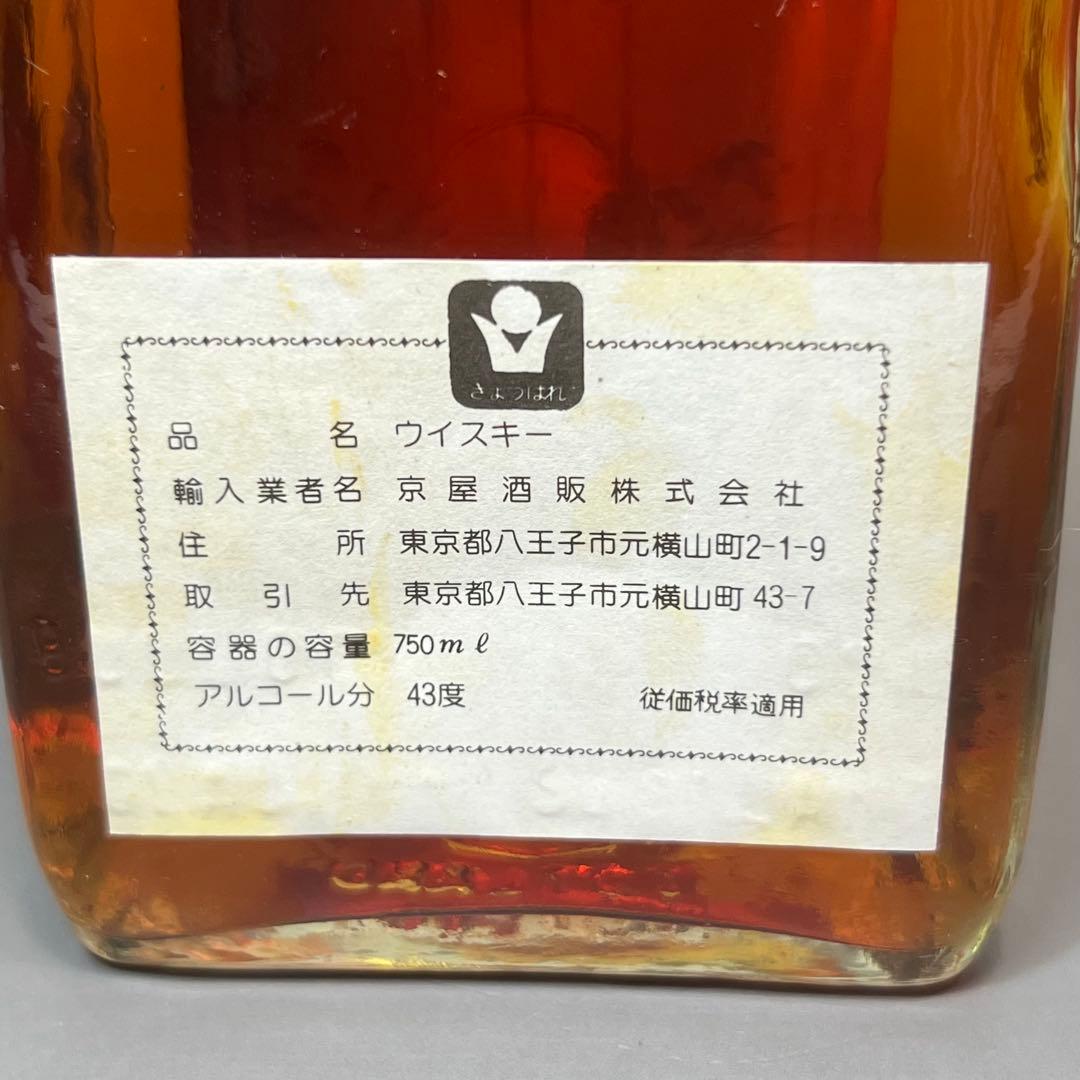 きょうばれ
品名 ウイスキー
輸入業者名 京屋酒販株式会社
住所 東京都八王子市元横山町2-1-9
取引先 東京都八王子市元横山町43-7
容器の容量 750mℓ
アルコール分 43度 従価税率適用